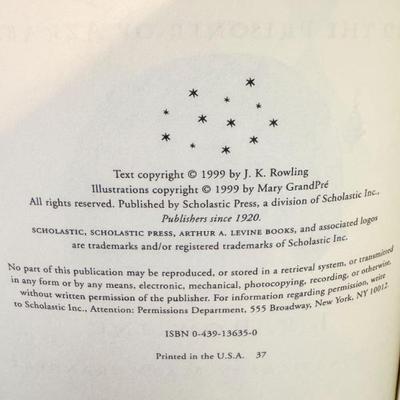 Text copyright © 1999 by J. K. Rowling
Illustrations copyright © 1999 by Mary GrandPré
All rights reserved. Published by Scholastic Press, a division of Scholastic Inc.,
Publishers since 1920.
SCHOLASTIC, SCHOLASTIC PRESS, ARTHUR A. LEVINE BOOKS, and associated logos
are trademarks and/or registered trademarks of Scholastic Inc.
No part of this publication may be reproduced, or stored in a retrieval system, or transmitted
in any form or by any means, electronic, mechanical, photocopying, recording, or otherwise,
without written permission of the publisher. For information regarding permission, write
to Scholastic Inc., Attention: Permissions Department, 555 Broadway, New York, NY 10012.
ISBN 0-439-13635-0
Printed in the U.S.A. 37